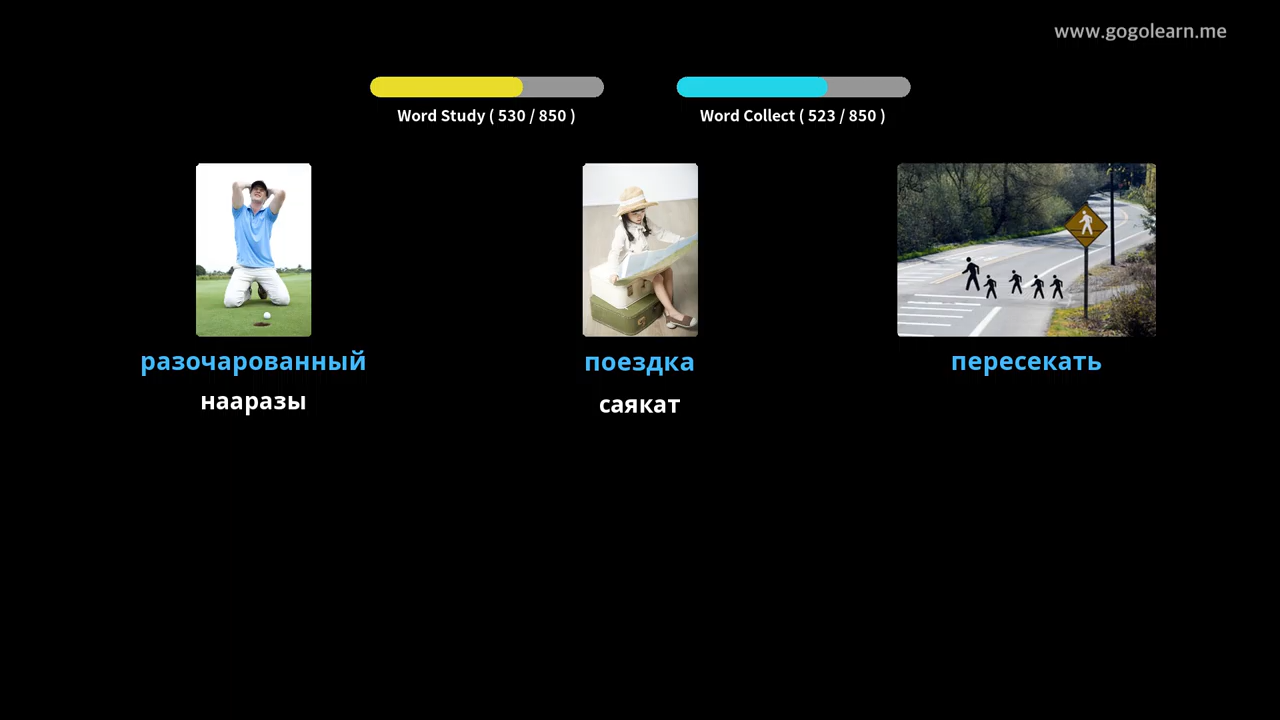 www.gogolearn.me
Word Study ( 530 / 850 )
Word Collect ( 523 / 850 )
разочарованный
поездка
пересекать
нааразы
саякат